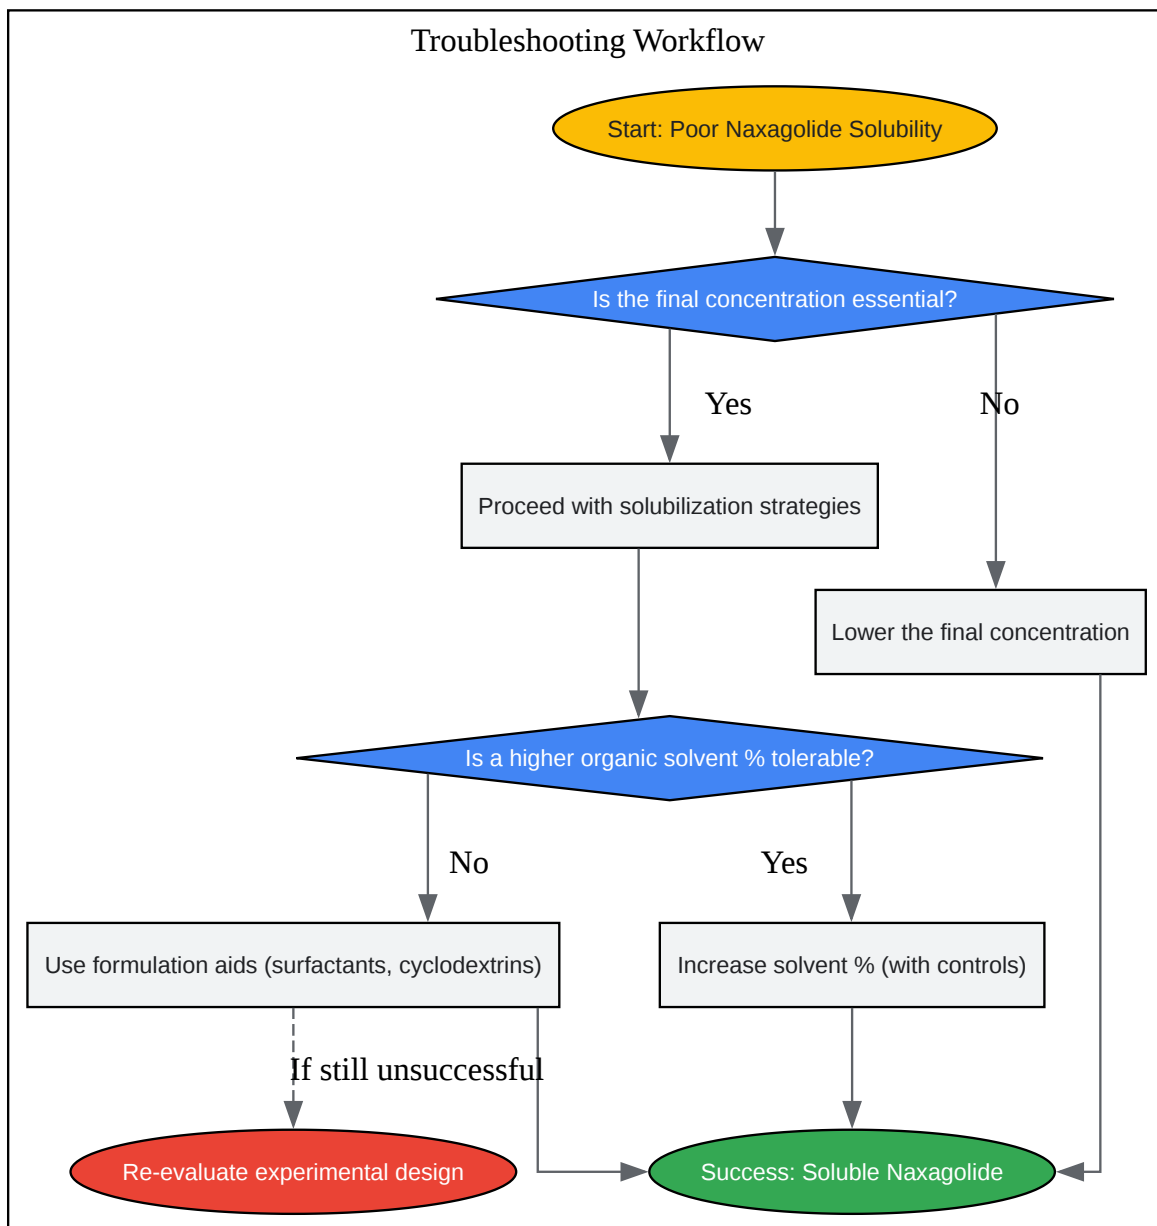 Troubleshooting Workflow
Start: Poor Naxagolide Solubility
Is the final concentration essential?
Yes
No
Proceed with solubilization strategies
Lower the final concentration
Is a higher organic solvent % tolerable?
No
Yes
Use formulation aids (surfactants, cyclodextrins)
Increase solvent % (with controls)
If still unsuccessful
Re-evaluate experimental design
Success: Soluble Naxagolide